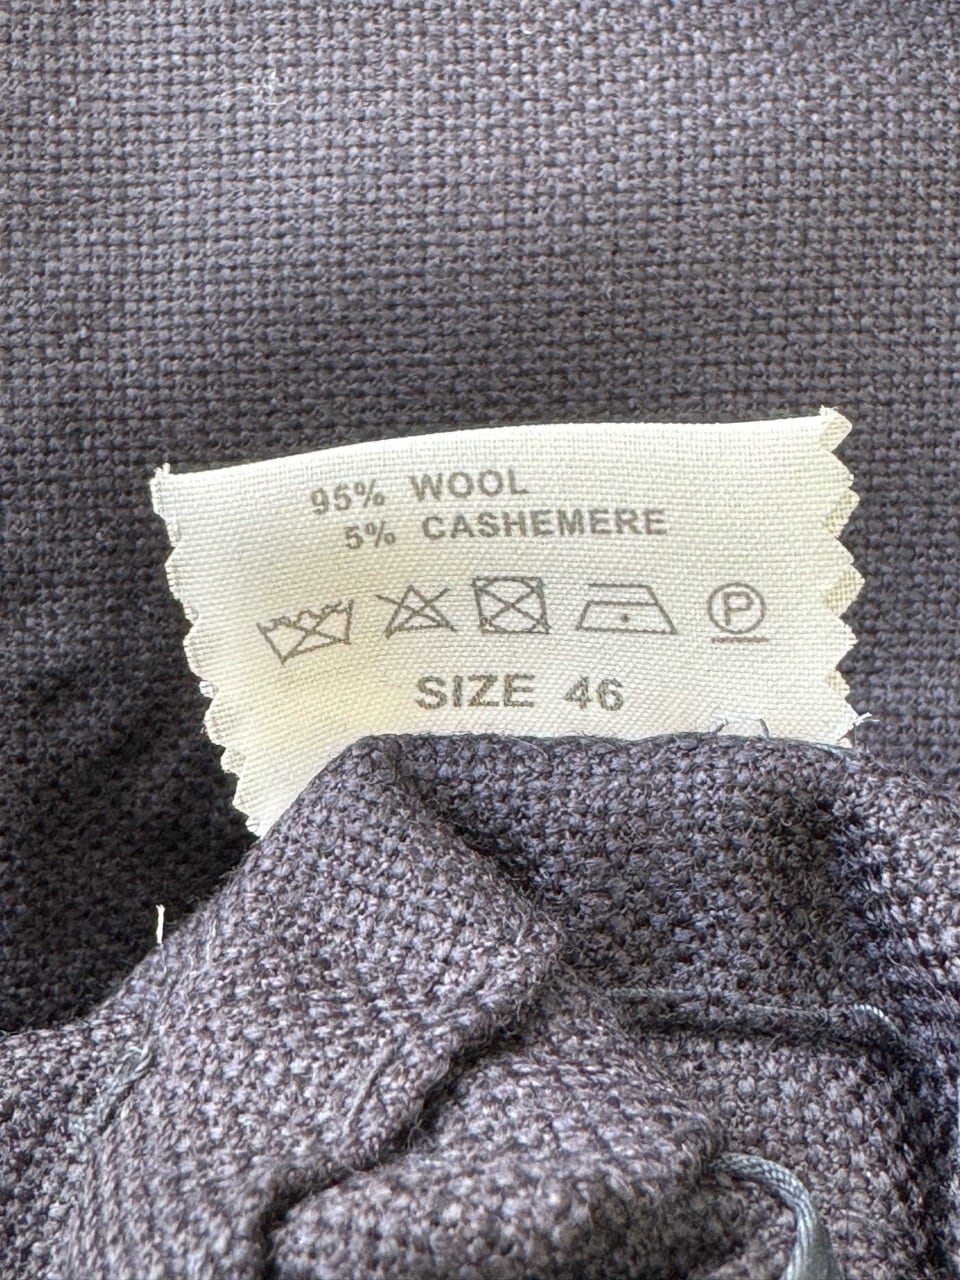 95% WOOL
5% CASHEMERE
P
SIZE 46